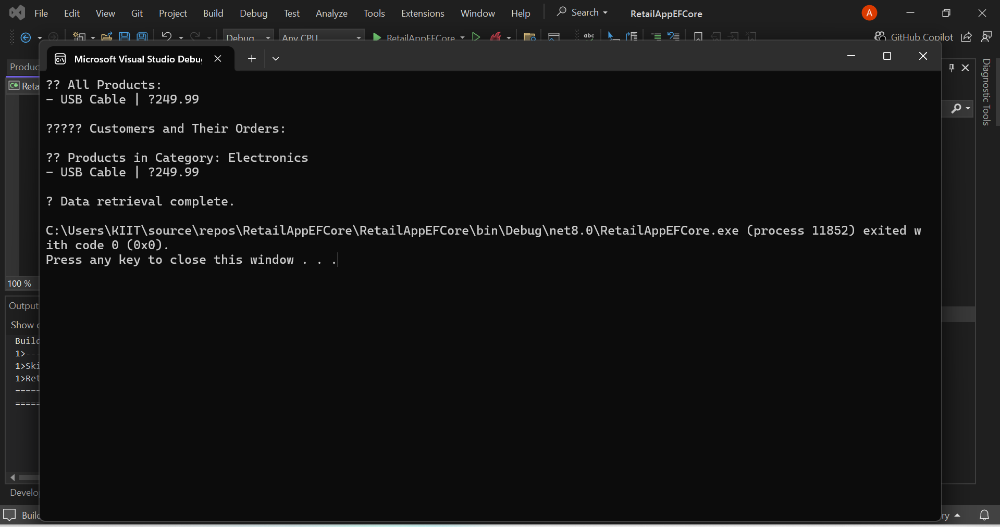 File Edit View Git Project Build Debug Test Analyze Tools Extensions Window Help Search RetailAppEFCore A
Debug Any CPU RetailAppEFCore abc GitHub Copilot
Microsoft Visual Studio Debu
Produc
C# Reta
?? All Products:
- USB Cable | ?249.99
????? Customers and Their Orders:
?? Products in Category: Electronics
- USB Cable | ?249.99
? Data retrieval complete.
C:\Users\KIIT\source\repos\RetailAppEFCore\RetailAppEFCore\bin\Debug\net8.0\RetailAppEFCore.exe (process 11852) exited w
ith code 0 (0x0).
Press any key to close this window . . .
Diagnostic Tools
100 %
Output
Show
Build
1>---
1>Ski
1>Ret
=====
=====
Develo
Build
ry